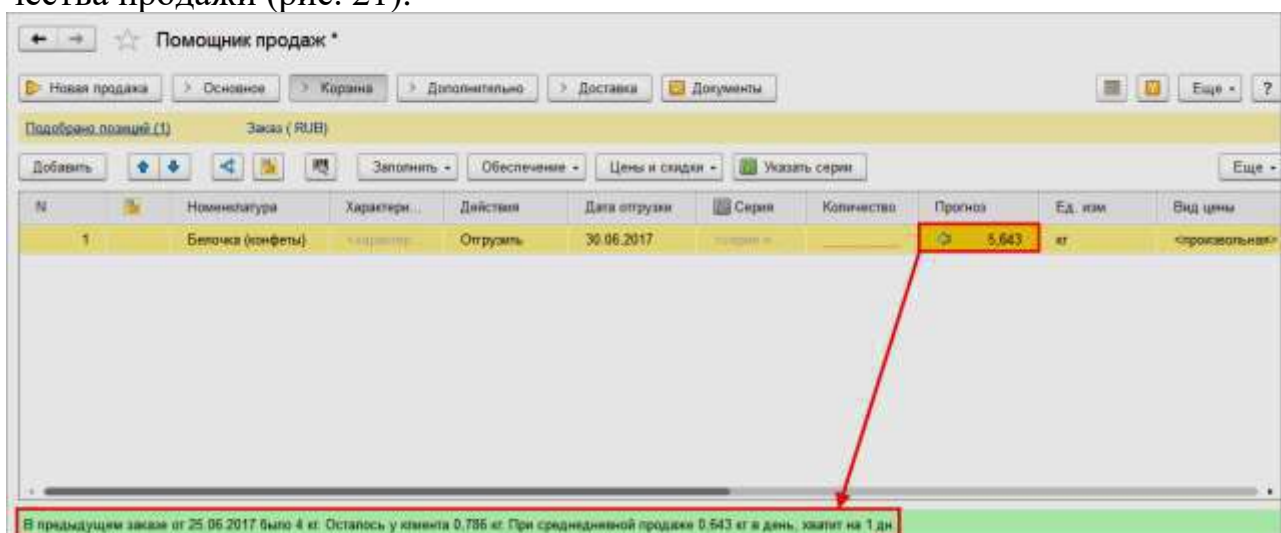 чества продажи (рис. 21).
Помощник продаж *
Новая продажа Основное Корзина Дополнительно Доставка Документы Еще ?
Подобрано позиций (1) Заказ ( RUB)
Добавить Заполнить Обеспечение Цены и скидки Указать серии Еще
N Номенклатура Характери... Действия Дата отгрузки Серия Количество Прогноз Ед. изм Вид цены
1 Белочка (конфеты) <характер... Отгрузить 30.06.2017 5,643 кг <произвольная>
В предыдущем заказе от 25.06.2017 было 4 кг. Осталось у клиента 0,786 кг. При среднедневной продаже 0,643 кг в день, хватит на 1 дн